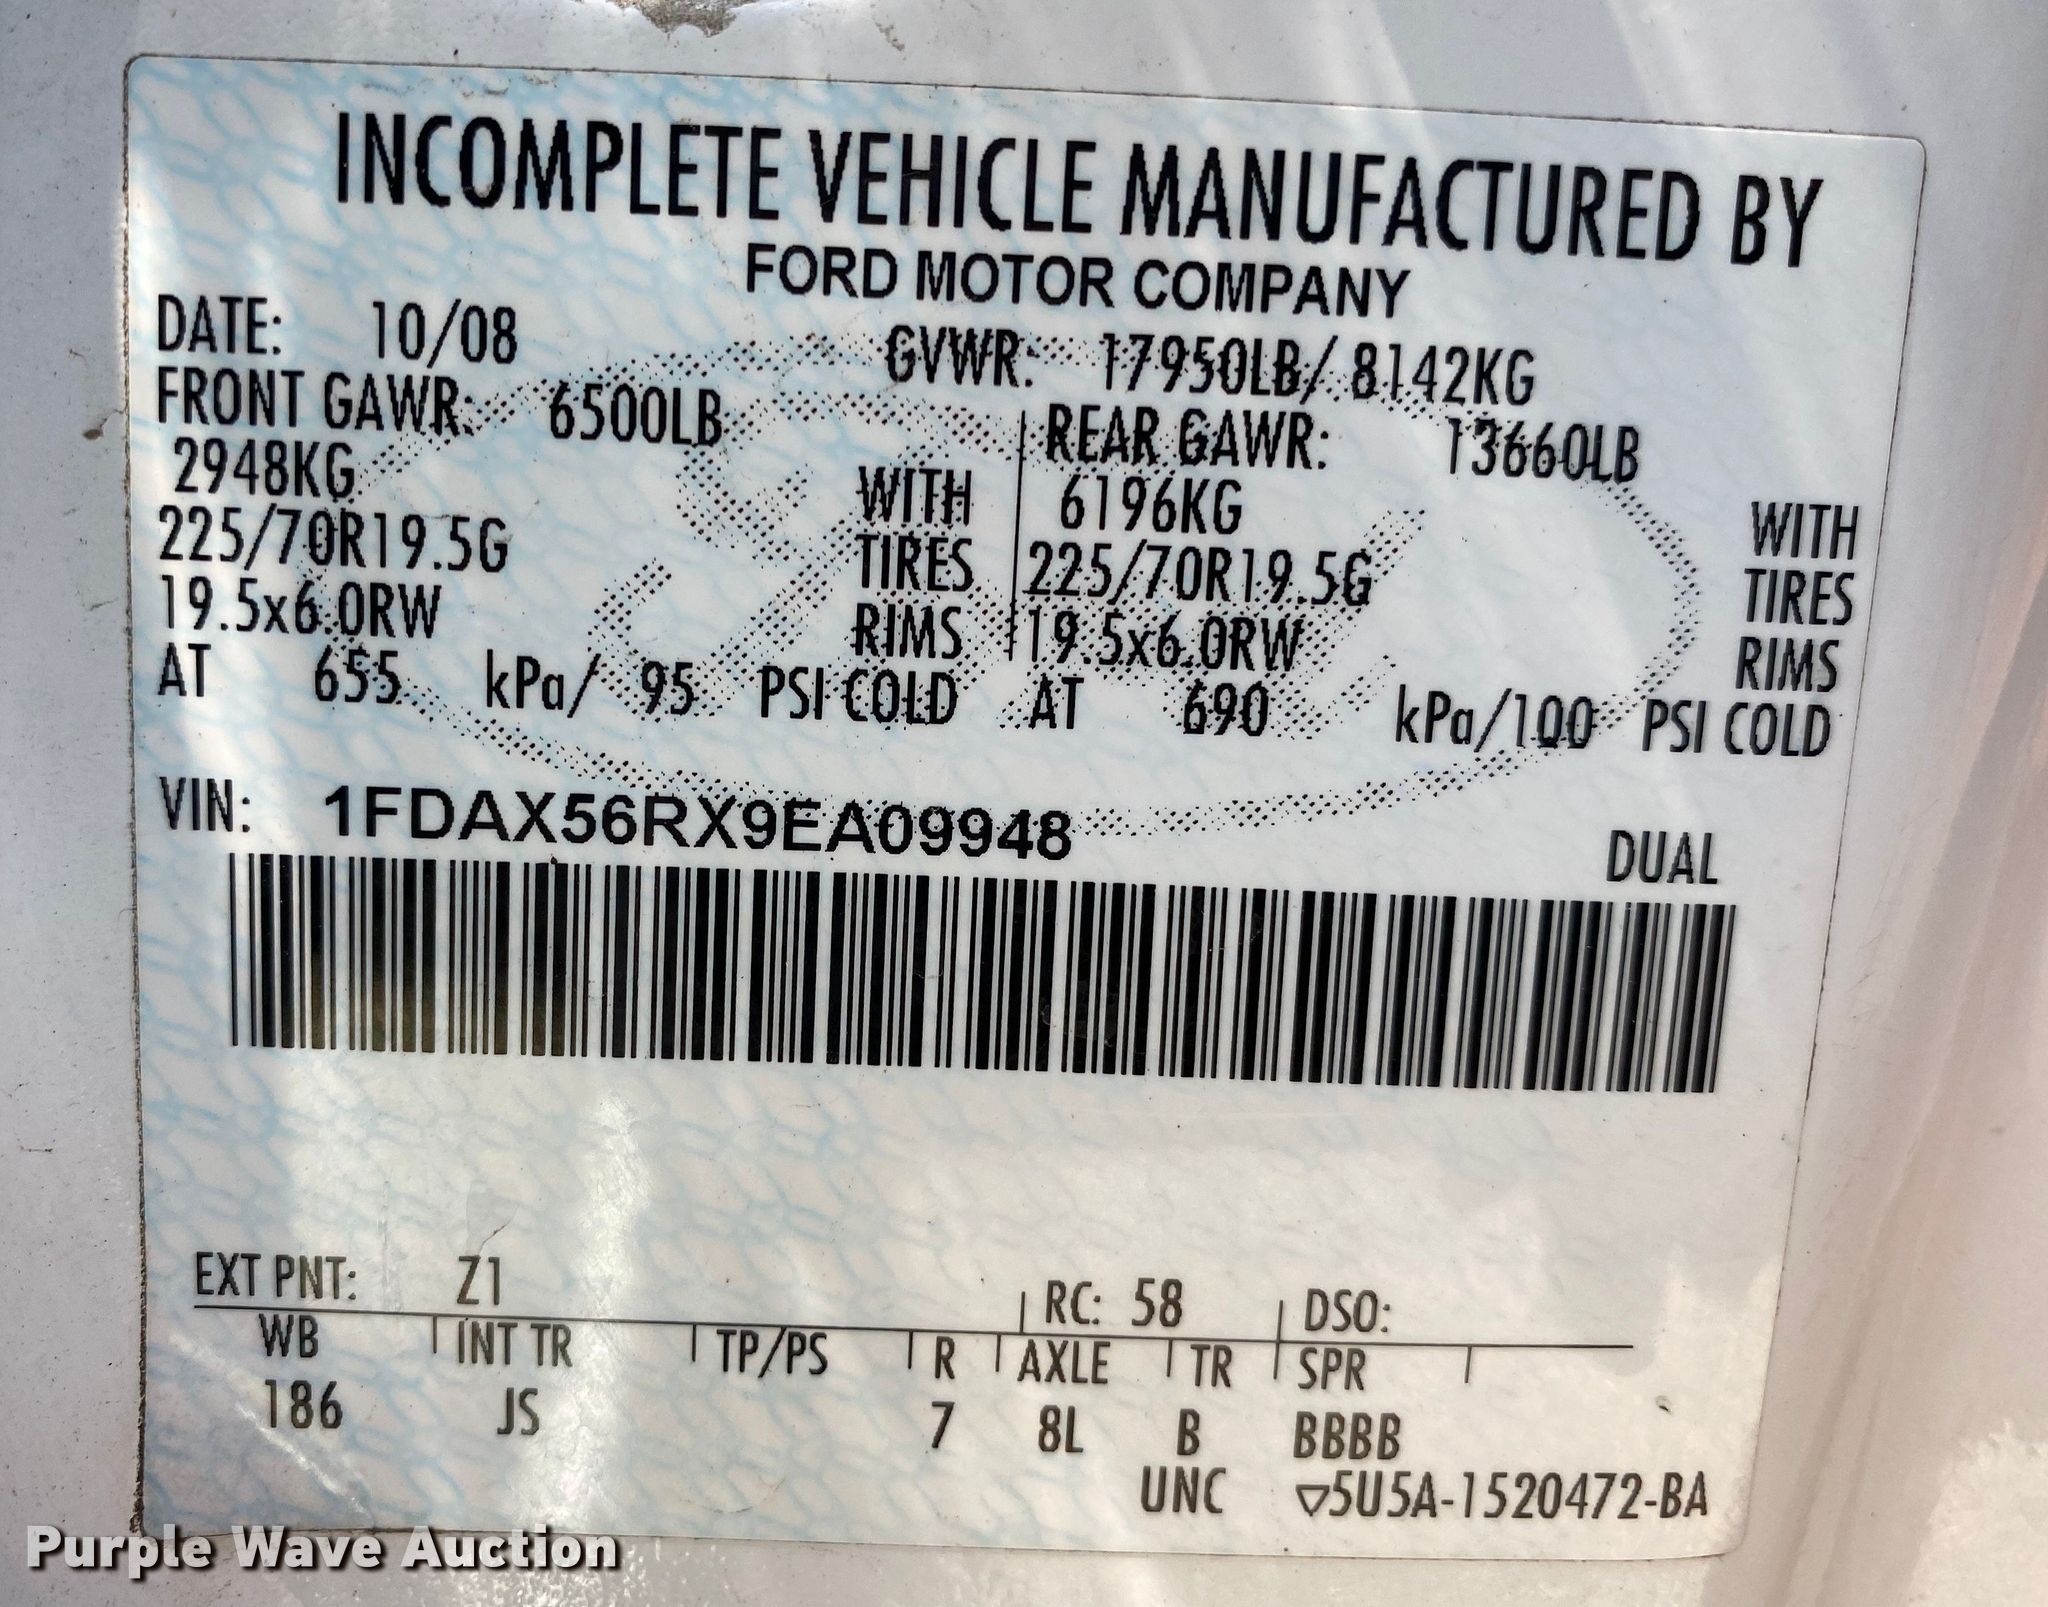 INCOMPLETE VEHICLE MANUFACTURED BY
FORD MOTOR COMPANY
DATE: 10/08 GVWR: 17950LB/ 8142KG
FRONT GAWR: 6500LB REAR GAWR: 13660LB
2948KG WITH 6196KG WITH
225/70R19.5G TIRES 225/70R19.5G TIRES
19.5x6.0RW RIMS 19.5x6.0RW RIMS
AT 655 kPa/ 95 PSI COLD AT 690 kPa/100 PSI COLD
VIN: 1FDAX56RX9EA09948
DUAL
EXT PNT: Z1 RC: 58 DSO:
WB INT TR TP/PS R AXLE TR SPR
186 JS 7 8L B BBBB
UNC ▽5U5A-1520472-BA
Purple Wave Auction